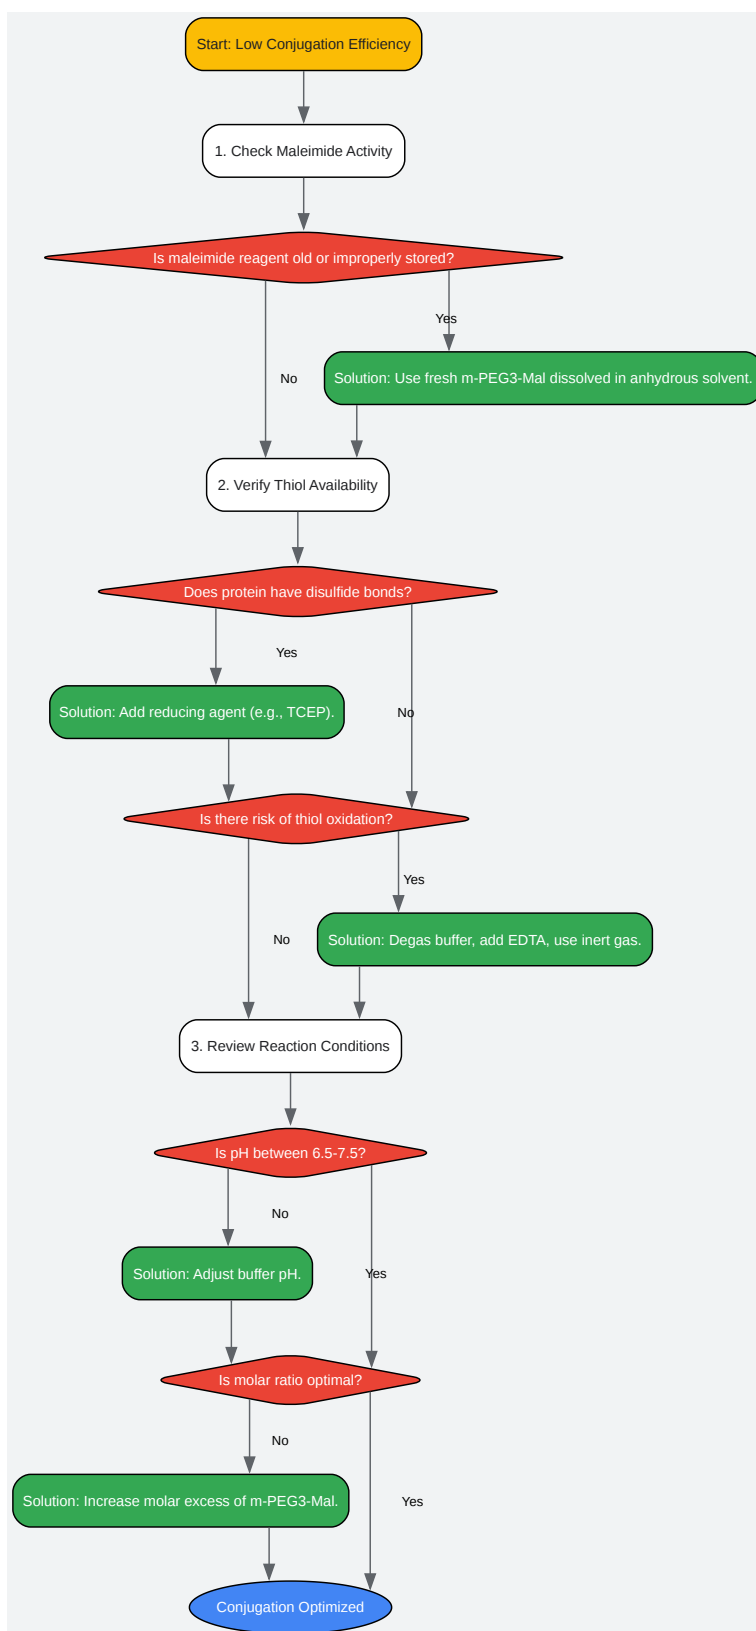 Start: Low Conjugation Efficiency
1. Check Maleimide Activity
Is maleimide reagent old or improperly stored?
Yes
No
Solution: Use fresh m-PEG3-Mal dissolved in anhydrous solvent.
2. Verify Thiol Availability
Does protein have disulfide bonds?
Yes
Solution: Add reducing agent (e.g., TCEP).
No
Is there risk of thiol oxidation?
Yes
No
Solution: Degas buffer, add EDTA, use inert gas.
3. Review Reaction Conditions
Is pH between 6.5-7.5?
No
Solution: Adjust buffer pH.
Yes
Is molar ratio optimal?
No
Solution: Increase molar excess of m-PEG3-Mal.
Yes
Conjugation Optimized